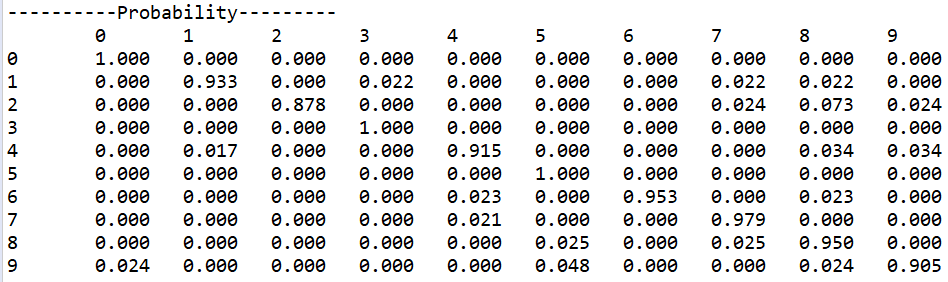 ----------Probability---------
0 1 2 3 4 5 6 7 8 9
0 1.000 0.000 0.000 0.000 0.000 0.000 0.000 0.000 0.000 0.000
1 0.000 0.933 0.000 0.022 0.000 0.000 0.000 0.022 0.022 0.000
2 0.000 0.000 0.878 0.000 0.000 0.000 0.000 0.024 0.073 0.024
3 0.000 0.000 0.000 1.000 0.000 0.000 0.000 0.000 0.000 0.000
4 0.000 0.017 0.000 0.000 0.915 0.000 0.000 0.000 0.034 0.034
5 0.000 0.000 0.000 0.000 0.000 1.000 0.000 0.000 0.000 0.000
6 0.000 0.000 0.000 0.000 0.023 0.000 0.953 0.000 0.023 0.000
7 0.000 0.000 0.000 0.000 0.021 0.000 0.000 0.979 0.000 0.000
8 0.000 0.000 0.000 0.000 0.000 0.025 0.000 0.025 0.950 0.000
9 0.024 0.000 0.000 0.000 0.000 0.048 0.000 0.000 0.024 0.905